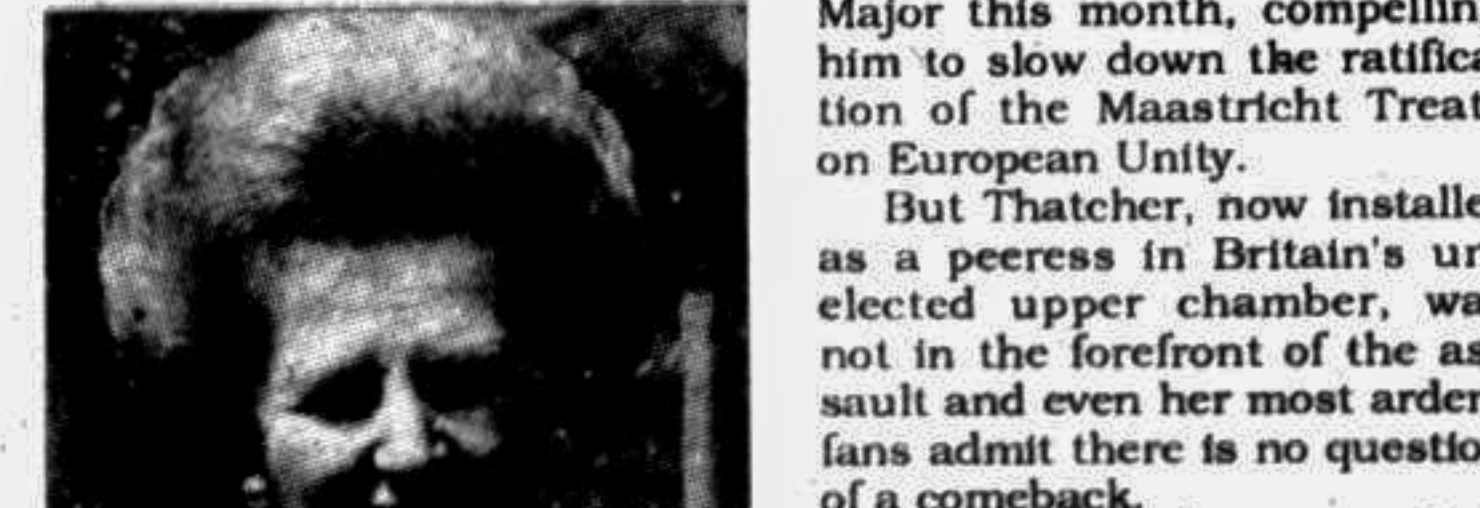 Major this month, compellin
him to slow down the ratifica
tion of the Maastricht Treat
on European Unity.
But Thatcher, now installe
as a peeress in Britain's un
elected upper chamber, wa
not in the forefront of the as
sault and even her most arden
fans admit there is no questio
of a comeback.